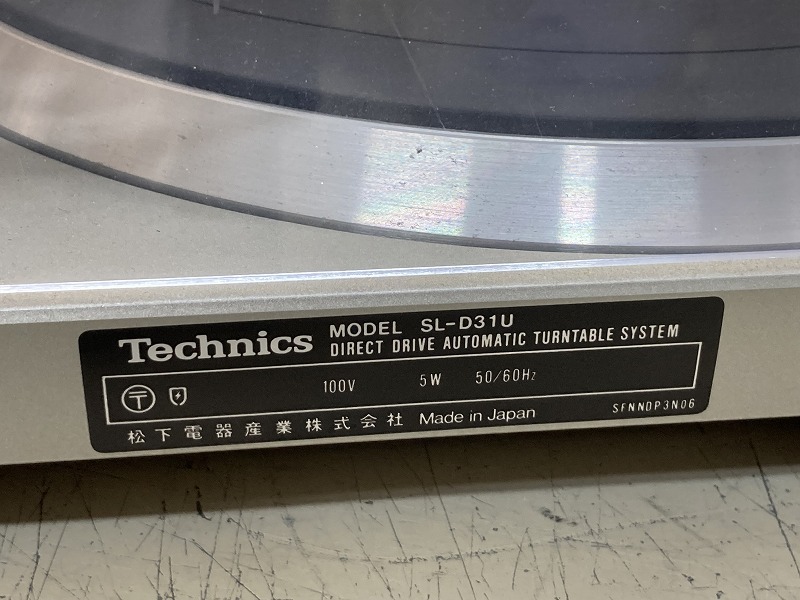 Technics MODEL SL-D31U
DIRECT DRIVE AUTOMATIC TURNTABLE SYSTEM
〒 100V 5W 50/60Hz
松下電器産業株式会社 Made in Japan SFNNDP3N06